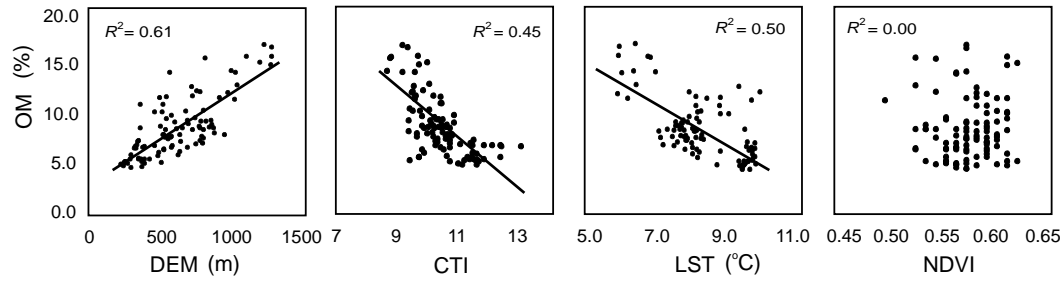 R² = 0.61
R² = 0.45
R² = 0.50
R² = 0.00
OM (%)
20.0
15.0
10.0
5.0
0.0
0 500 1000 1500
7 9 11 13
5.0 7.0 9.0 11.0
0.45 0.50 0.55 0.60 0.65
DEM (m)
CTI
LST (°C)
NDVI